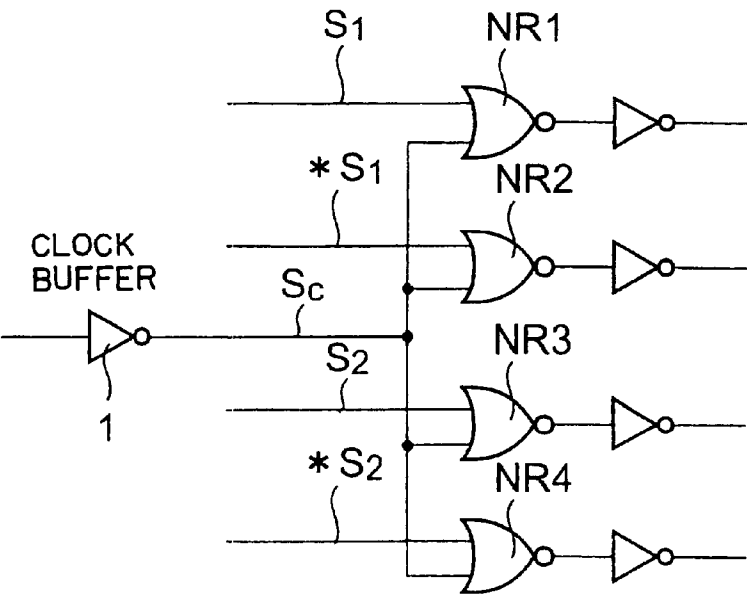 S1
NR1
*S1
NR2
CLOCK
BUFFER
Sc
NR3
S2
1
*S2
NR4